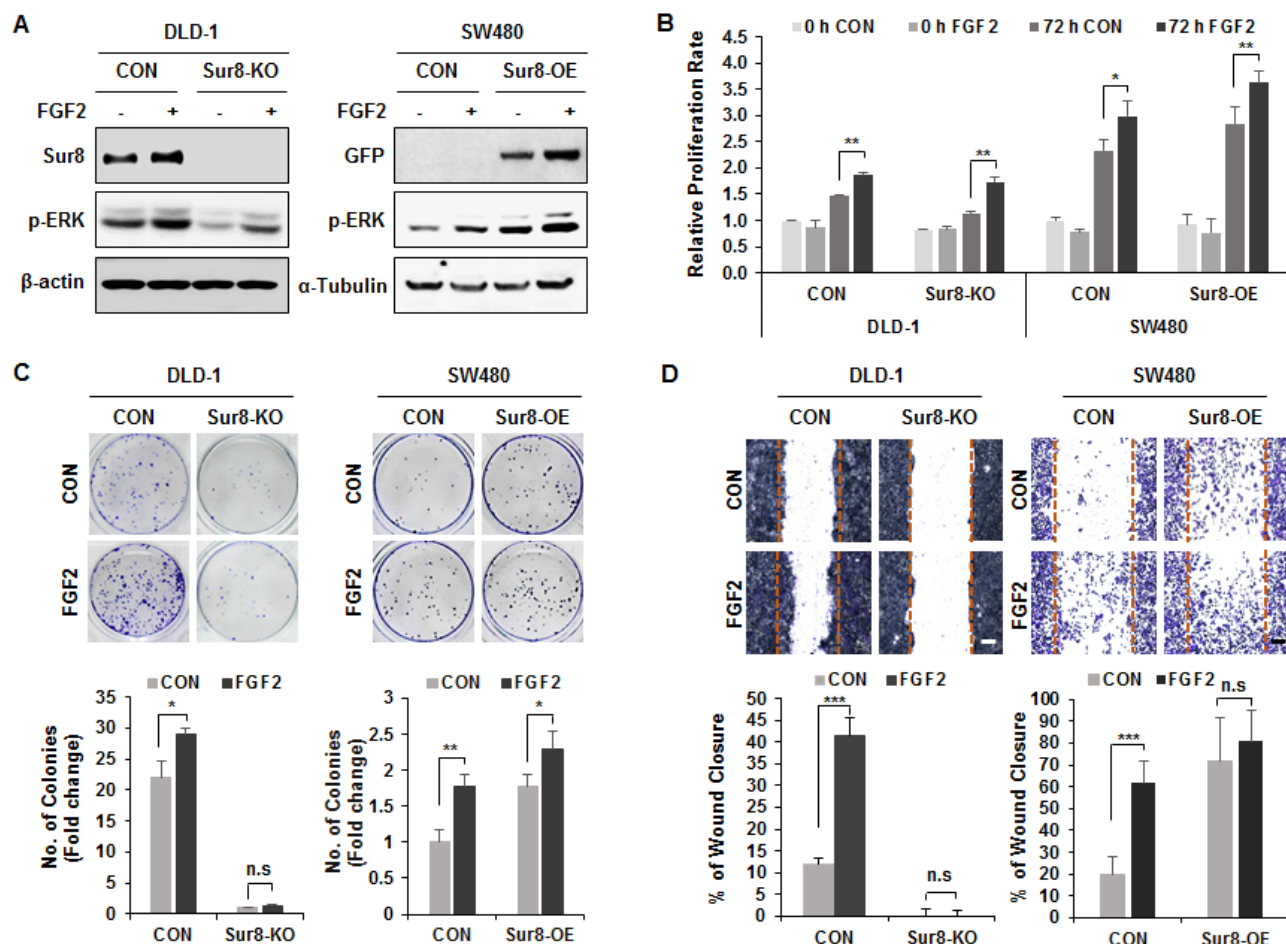 A
DLD-1
SW480
CON
Sur8-KO
CON
Sur8-OE
FGF2
-
+
-
+
FGF2
-
+
-
+
Sur8
GFP
p-ERK
p-ERK
β-actin
α-Tubulin
B
0 h CON
0 h FGF2
72 h CON
72 h FGF2
Relative Proliferation Rate
4.5
4.0
3.5
3.0
2.5
2.0
1.5
1.0
0.5
0.0
**
**
*
**
CON
Sur8-KO
CON
Sur8-OE
DLD-1
SW480
C
DLD-1
SW480
CON
Sur8-KO
CON
Sur8-OE
CON
FGF2
CON
FGF2
CON
FGF2
No. of Colonies
(Fold change)
35
30
25
20
15
10
5
0
*
n.s
CON
Sur8-KO
CON
FGF2
No. of Colonies
(Fold change)
3
2.5
2
1.5
1
0.5
0
**
*
CON
Sur8-OE
D
DLD-1
SW480
CON
Sur8-KO
CON
Sur8-OE
CON
FGF2
CON
FGF2
CON
FGF2
% of Wound Closure
50
45
40
35
30
25
20
15
10
5
0
***
n.s
CON
Sur8-KO
CON
FGF2
% of Wound Closure
100
90
80
70
60
50
40
30
20
10
0
***
n.s
CON
Sur8-OE